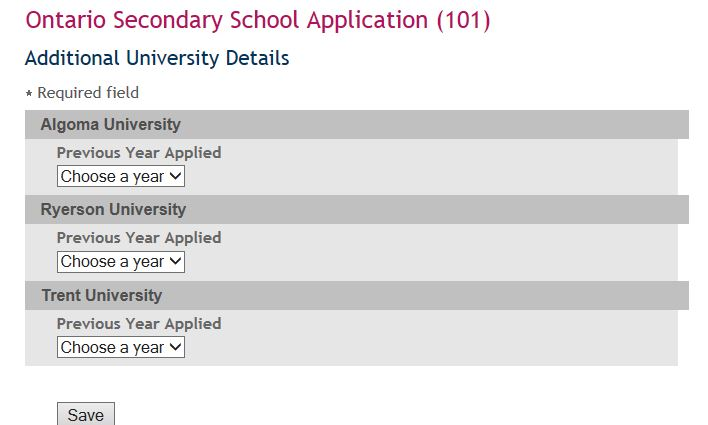 Ontario Secondary School Application (101)
Additional University Details
* Required field
Algoma University
Previous Year Applied
Choose a year
Ryerson University
Previous Year Applied
Choose a year
Trent University
Previous Year Applied
Choose a year
Save